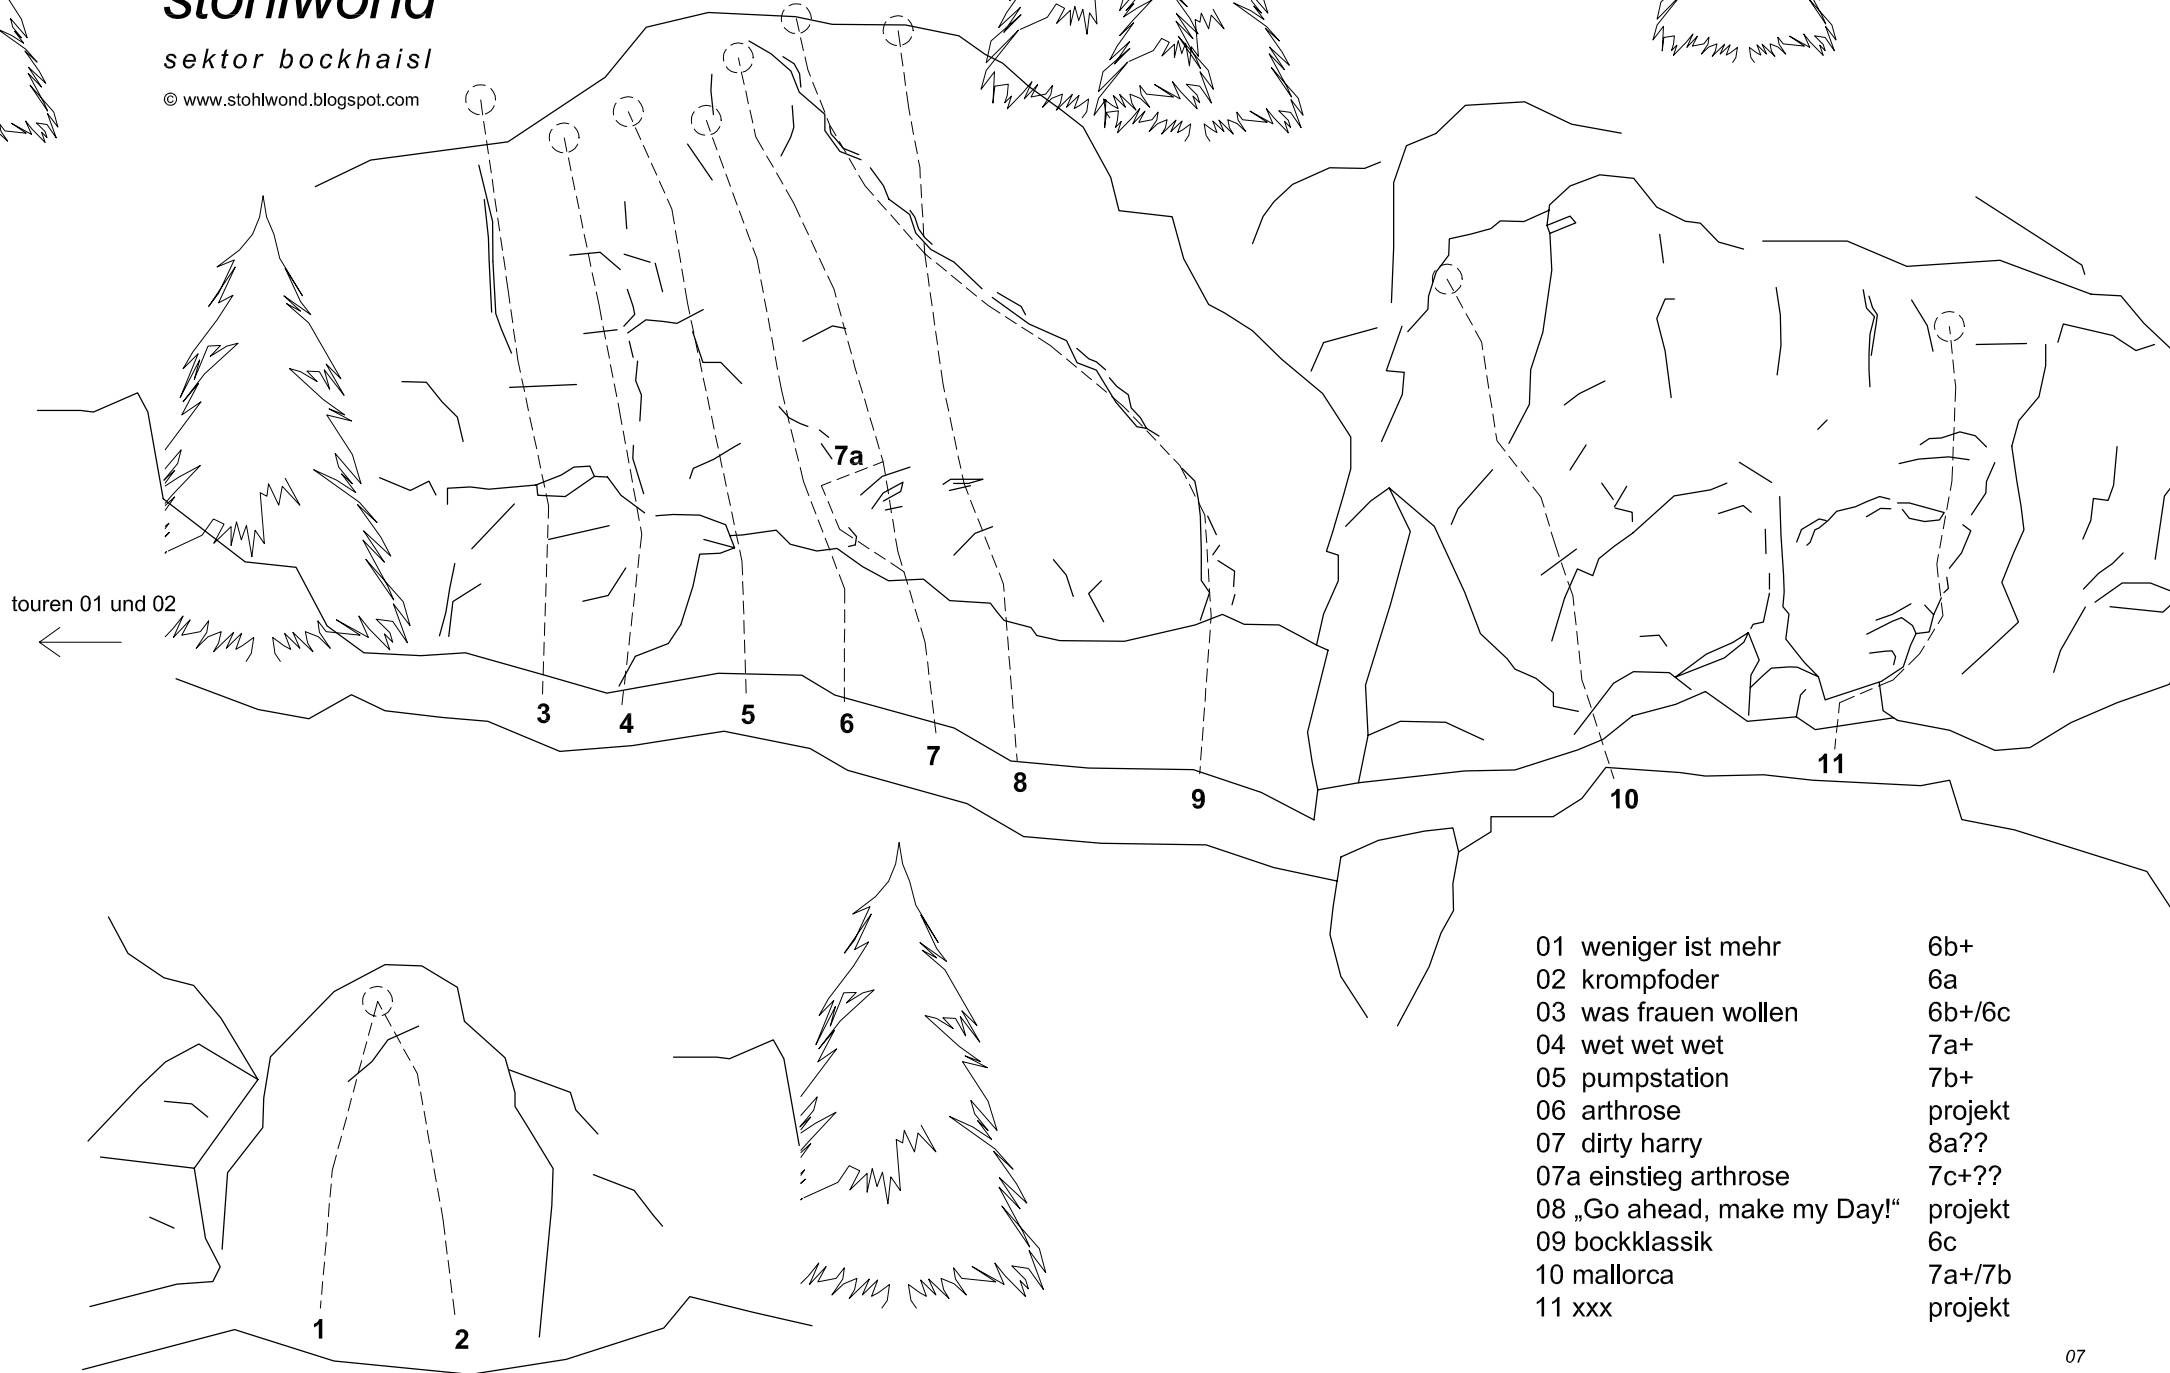 stohlwond
sektor bockhaisl
© www.stohlwond.blogspot.com
7a
touren 01 und 02
3
4
5
6
7
8
9
10
11
1
2
01 weniger ist mehr 6b+
02 krompfoder 6a
03 was frauen wollen 6b+/6c
04 wet wet wet 7a+
05 pumpstation 7b+
06 arthrose projekt
07 dirty harry 8a??
07a einstieg arthrose 7c+??
08 „Go ahead, make my Day!“ projekt
09 bockklassik 6c
10 mallorca 7a+/7b
11 xxx projekt
07